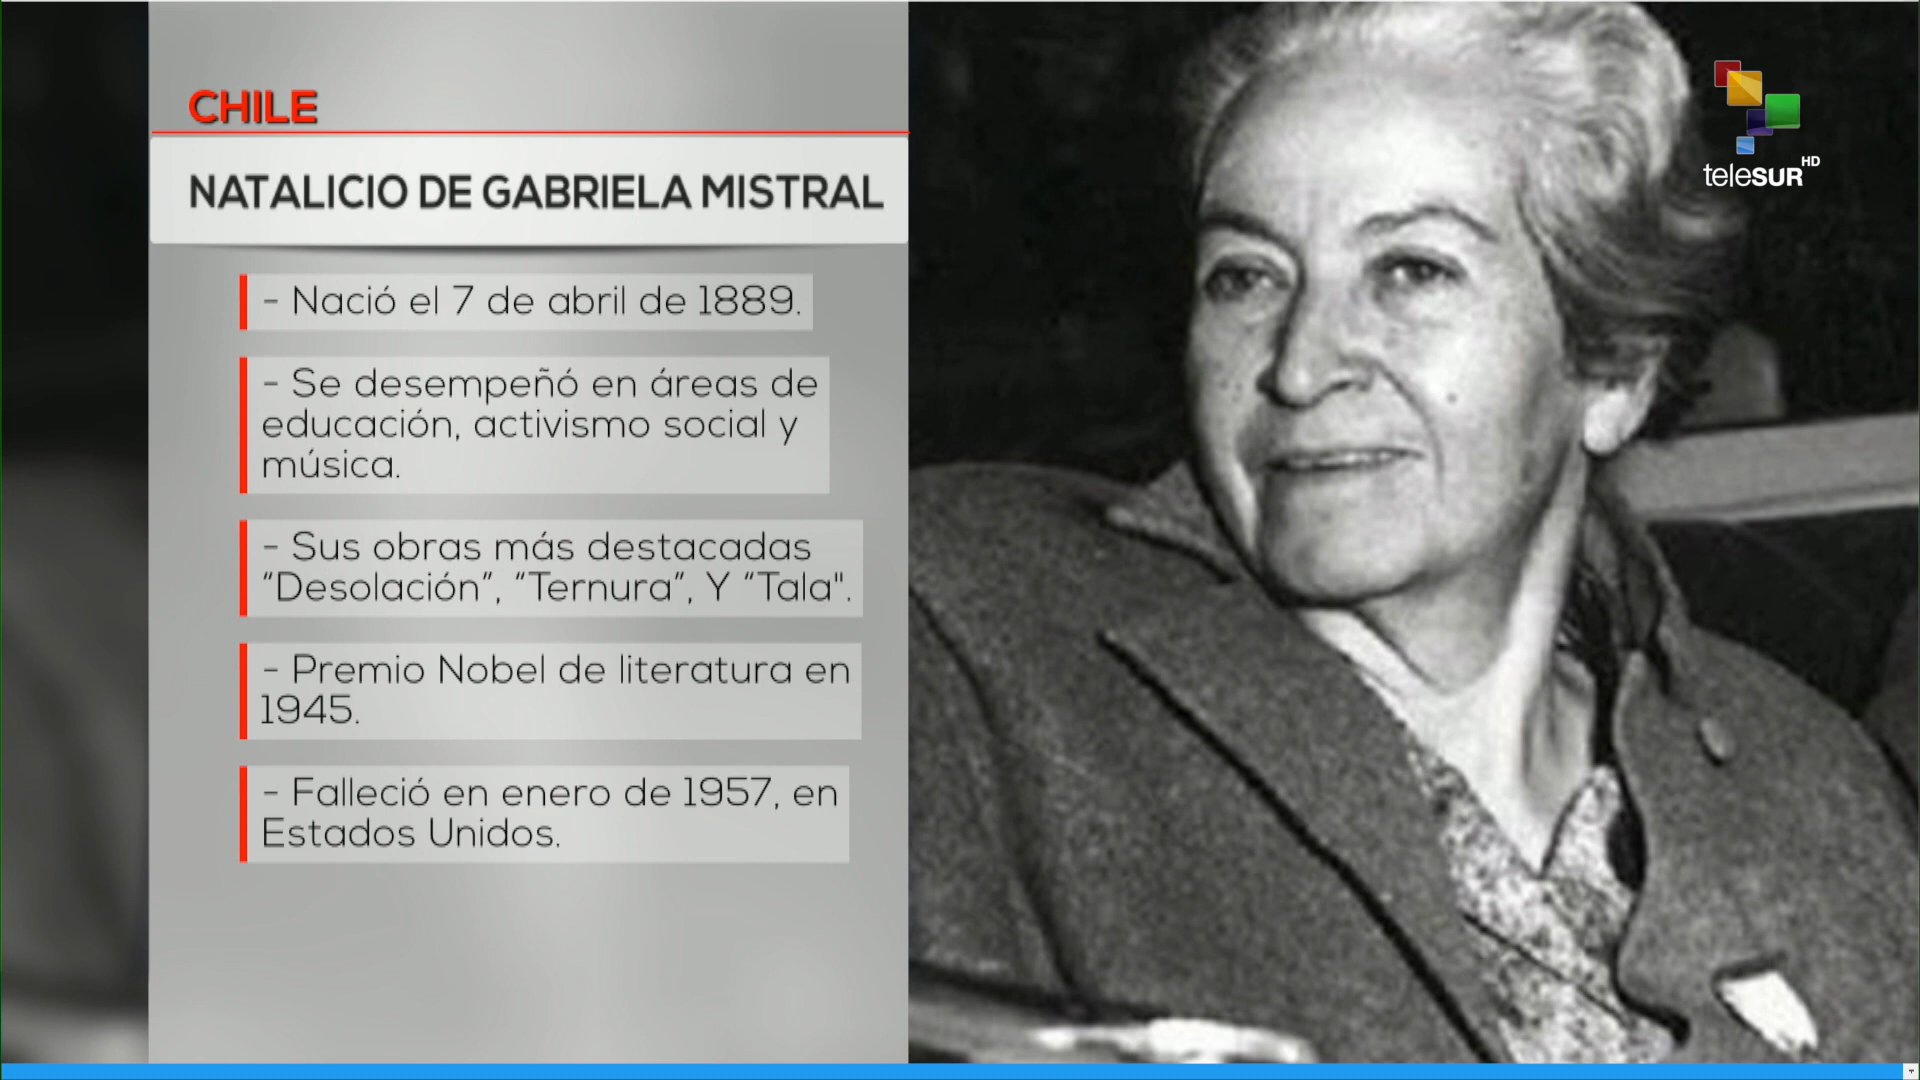 CHILE
NATALICIO DE GABRIELA MISTRAL
- Nació el 7 de abril de 1889.
- Se desempeñó en áreas de
educación, activismo social y
música.
- Sus obras más destacadas
“Desolación”, “Ternura”, Y “Tala".
- Premio Nobel de literatura en
1945.
- Falleció en enero de 1957, en
Estados Unidos.
teleSUR HD